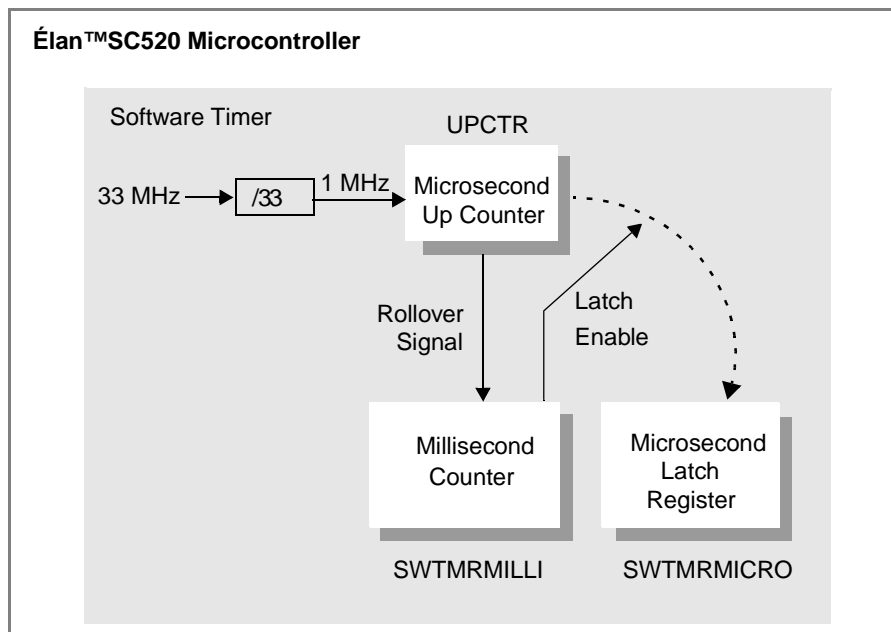 Élan™SC520 Microcontroller
Software Timer
UPCTR
33 MHz
/33
1 MHz
Microsecond
Up Counter
Rollover
Signal
Latch
Enable
Millisecond
Counter
Microsecond
Latch
Register
SWTMRMILLI
SWTMRMICRO